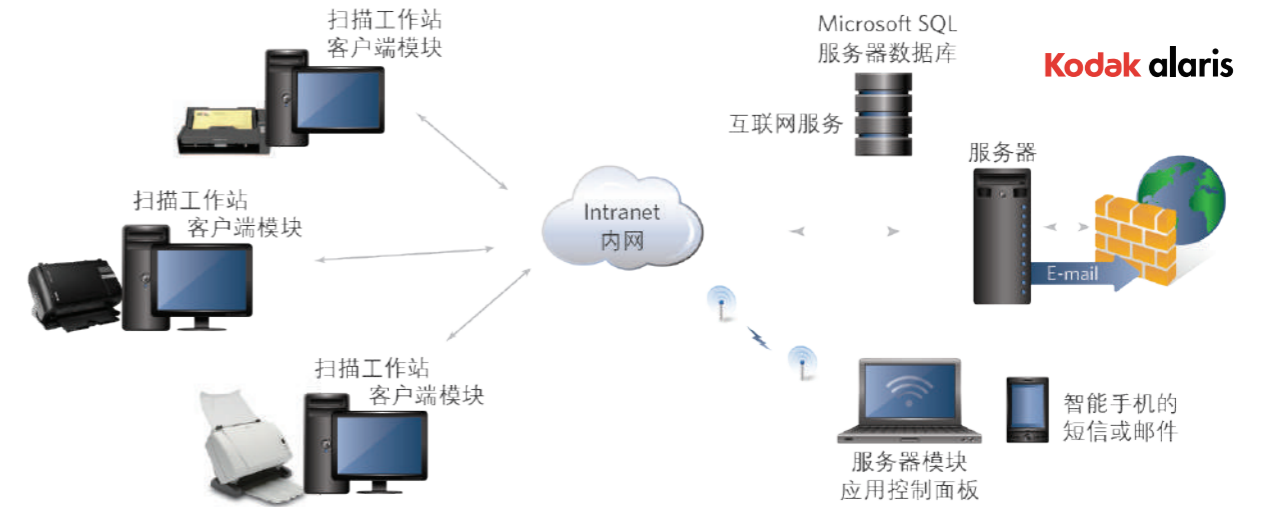 扫描工作站
客户端模块
Microsoft SQL
服务器数据库
Kodak alaris
互联网服务
服务器
扫描工作站
客户端模块
Intranet
内网
E-mail
扫描工作站
客户端模块
智能手机的
短信或邮件
服务器模块
应用控制面板